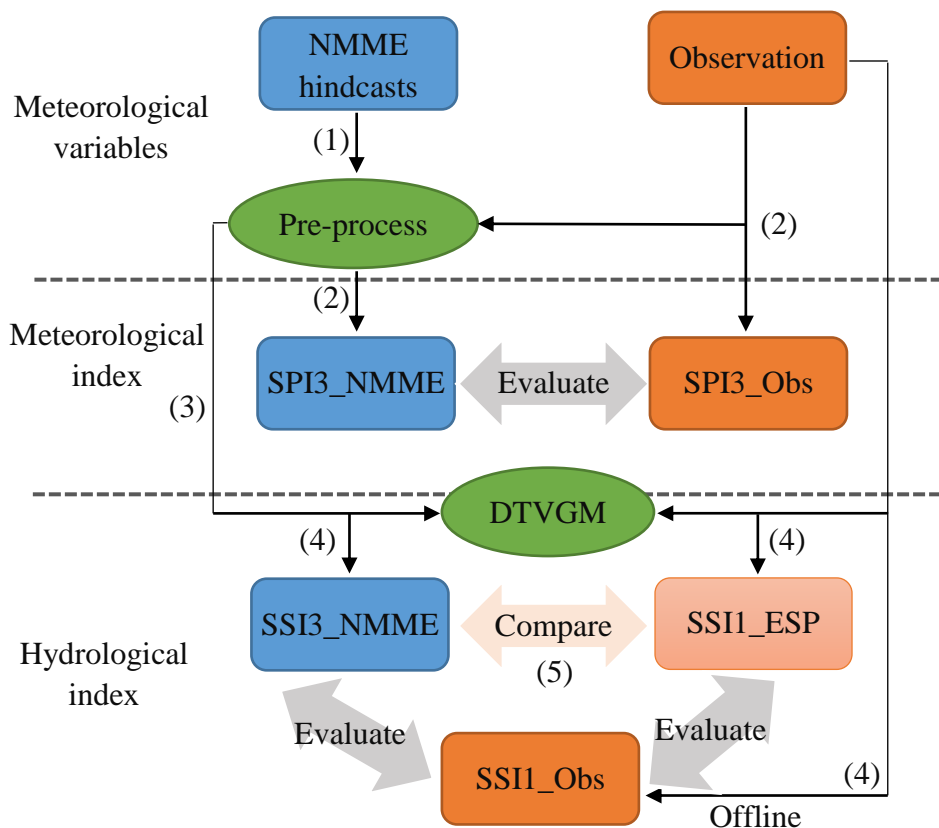 NMME
hindcasts
Observation
Meteorological
variables
(1)
Pre-process
(2)
(2)
Meteorological
index
SPI3_NMME
Evaluate
SPI3_Obs
(3)
DTVGM
(4)
(4)
SSI3_NMME
Compare
(5)
SSI1_ESP
Hydrological
index
Evaluate
Evaluate
SSI1_Obs
(4)
Offline